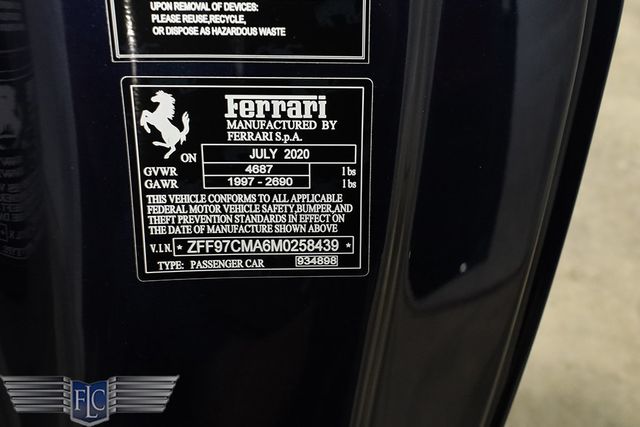 UPON REMOVAL OF DEVICES:
PLEASE REUSE,RECYCLE,
OR DISPOSE AS HAZARDOUS WASTE
Ferrari
MANUFACTURED BY
FERRARI S.p.A.
ON JULY 2020
GVWR 4687 lbs
GAWR 1997 - 2690 lbs
THIS VEHICLE CONFORMS TO ALL APPLICABLE
FEDERAL MOTOR VEHICLE SAFETY,BUMPER,AND
THEFT PREVENTION STANDARDS IN EFFECT ON
THE DATE OF MANUFACTURE SHOWN ABOVE
V.I.N. * ZFF97CMA6M0258439 *
TYPE: PASSENGER CAR 934898
FLC